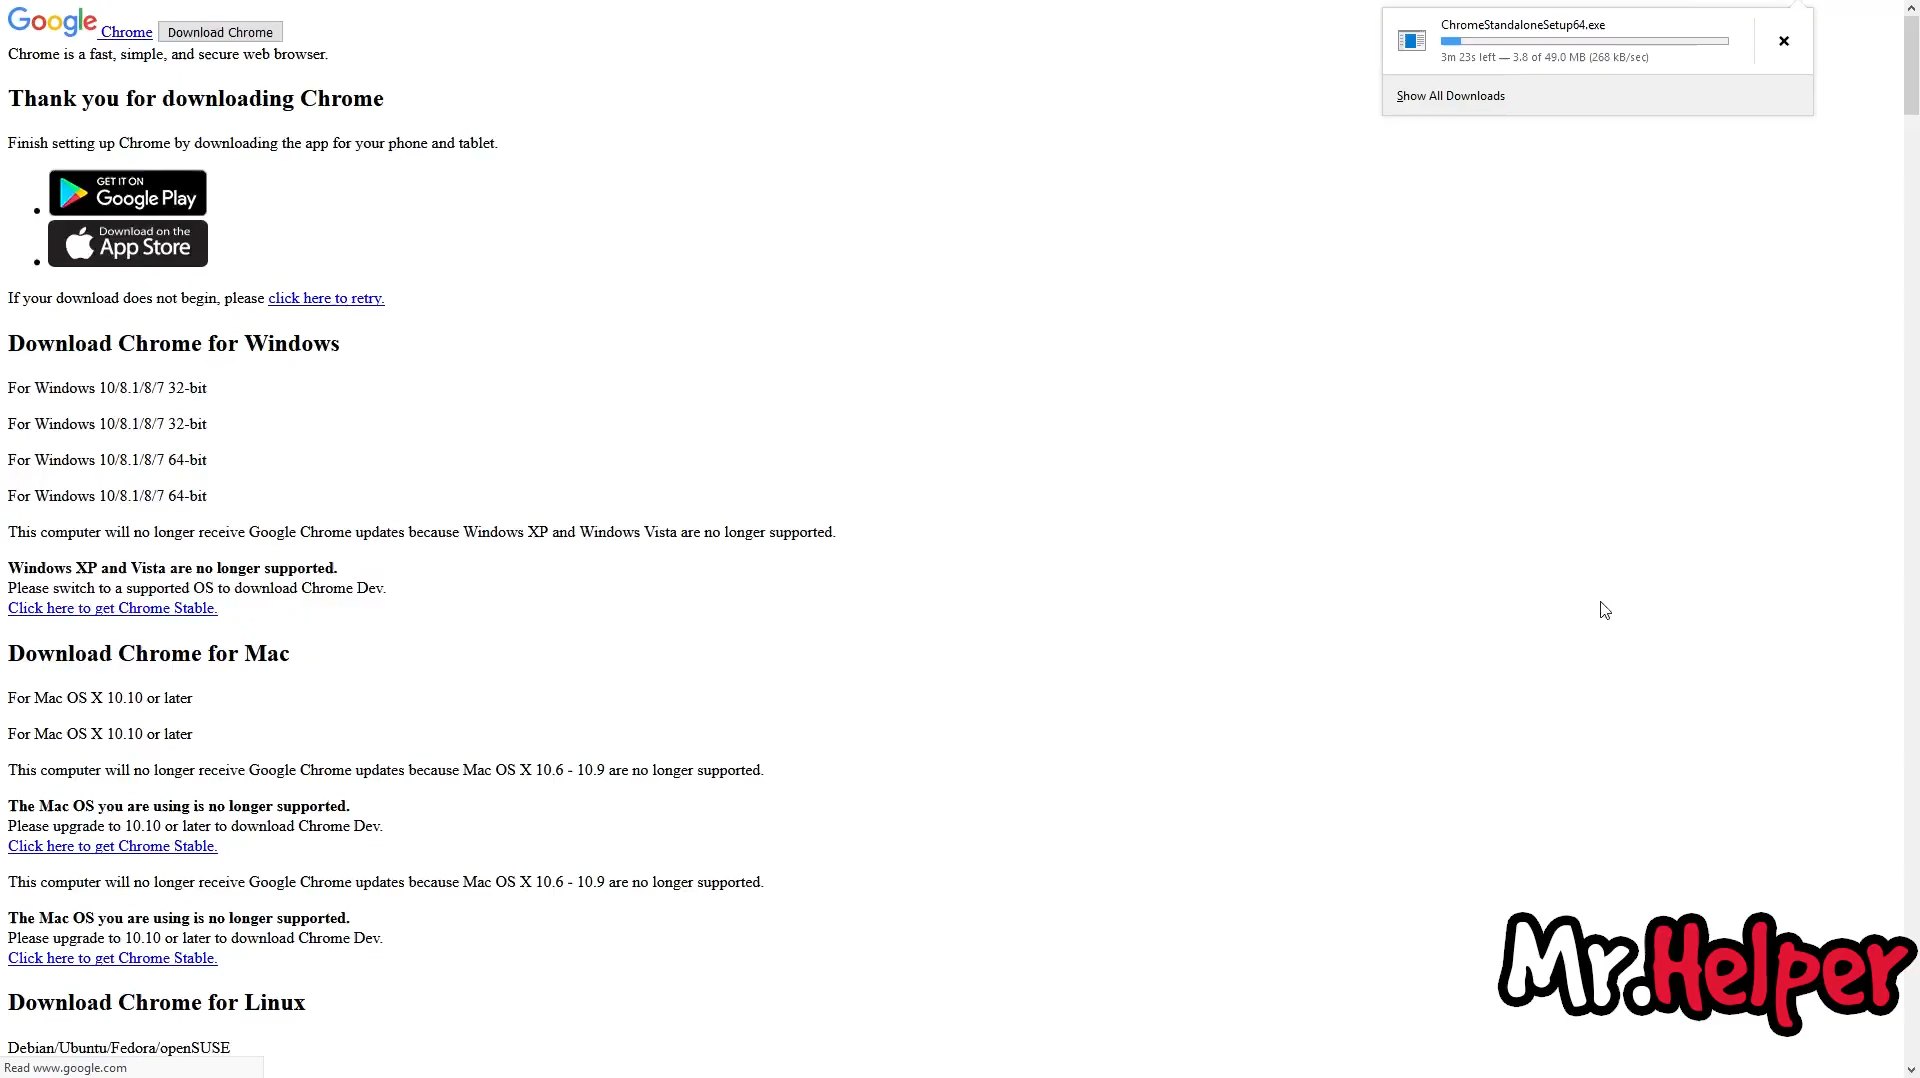 Google Chrome Download Chrome
Chrome is a fast, simple, and secure web browser.
Thank you for downloading Chrome
Finish setting up Chrome by downloading the app for your phone and tablet.
GET IT ON
Google Play
Download on the
App Store
If your download does not begin, please click here to retry.
Download Chrome for Windows
For Windows 10/8.1/8/7 32-bit
For Windows 10/8.1/8/7 32-bit
For Windows 10/8.1/8/7 64-bit
For Windows 10/8.1/8/7 64-bit
This computer will no longer receive Google Chrome updates because Windows XP and Windows Vista are no longer supported.
Windows XP and Vista are no longer supported.
Please switch to a supported OS to download Chrome Dev.
Click here to get Chrome Stable.
Download Chrome for Mac
For Mac OS X 10.10 or later
For Mac OS X 10.10 or later
This computer will no longer receive Google Chrome updates because Mac OS X 10.6 - 10.9 are no longer supported.
The Mac OS you are using is no longer supported.
Please upgrade to 10.10 or later to download Chrome Dev.
Click here to get Chrome Stable.
This computer will no longer receive Google Chrome updates because Mac OS X 10.6 - 10.9 are no longer supported.
The Mac OS you are using is no longer supported.
Please upgrade to 10.10 or later to download Chrome Dev.
Click here to get Chrome Stable.
Download Chrome for Linux
Debian/Ubuntu/Fedora/openSUSE
Read www.google.com
ChromeStandaloneSetup64.exe
3m 23s left — 3.8 of 49.0 MB (268 kB/sec)
Show All Downloads
Mr.Helper